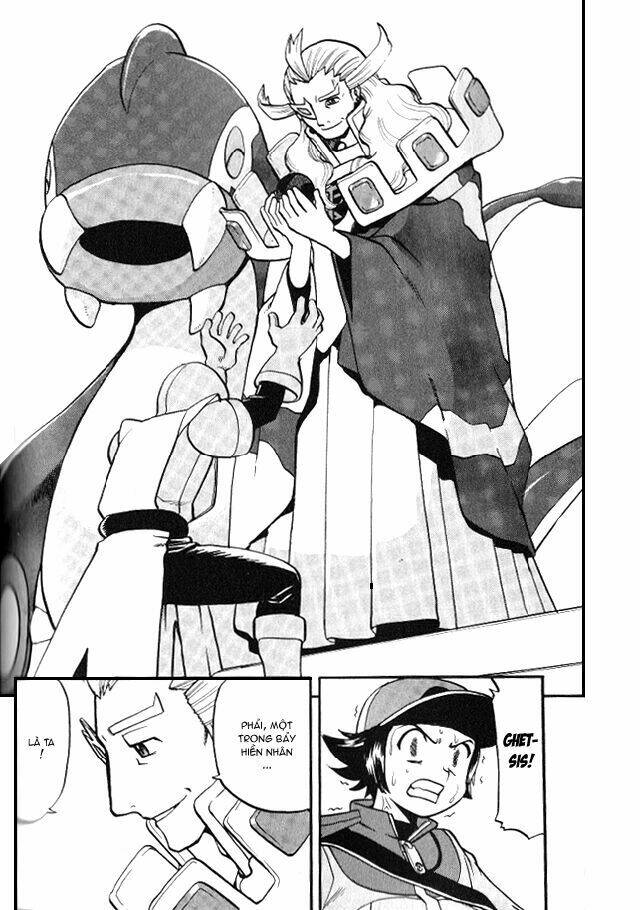 GHET-
SIS!
PHẢI, MỘT
TRONG BẢY
HIỀN NHÂN
...
LÀ TA
!